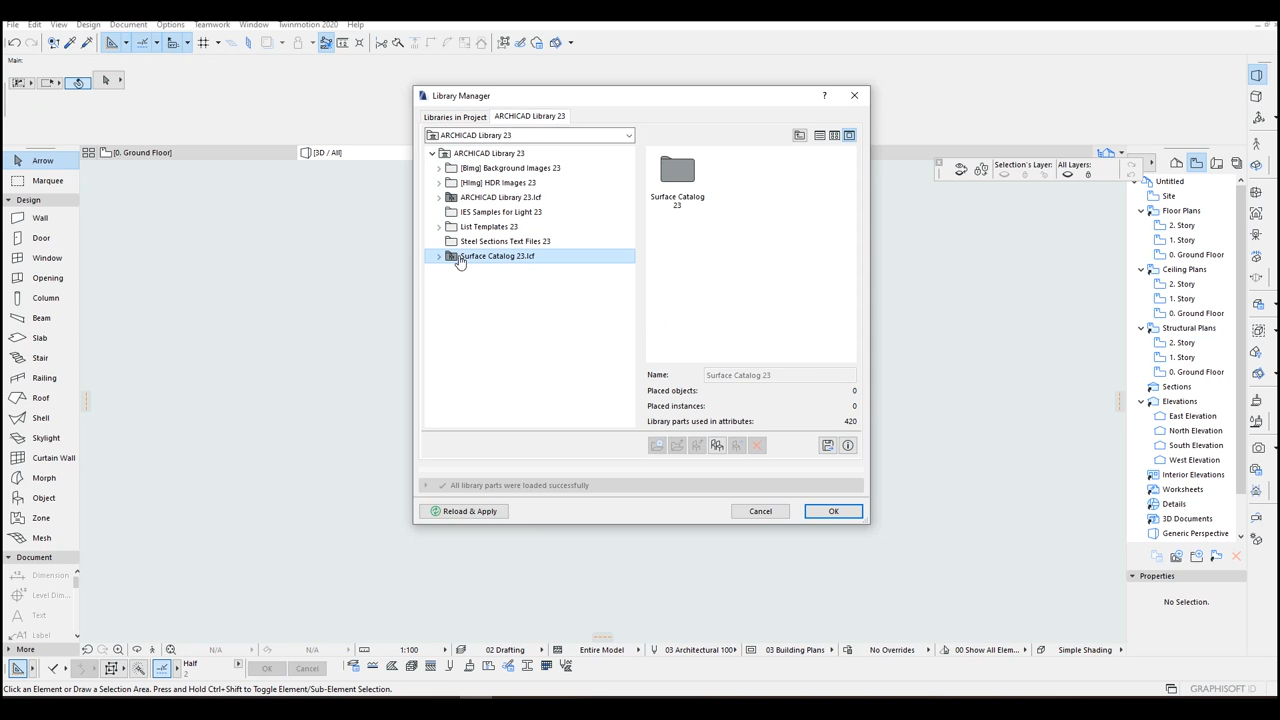 File Edit View Design Document Options Teamwork Window Twinmotion 2020 Help
Main:
[0. Ground Floor]
[3D / All]
Arrow
Marquee
Design
Wall
Door
Window
Opening
Column
Beam
Slab
Stair
Railing
Roof
Shell
Skylight
Curtain Wall
Morph
Object
Zone
Mesh
Document
Dimension
Level Dim...
Text
Label
More
Library Manager
?
Libraries in Project
ARCHICAD Library 23
ARCHICAD Library 23
ARCHICAD Library 23
[BImg] Background Images 23
[HImg] HDR Images 23
ARCHICAD Library 23.lcf
IES Samples for Light 23
List Templates 23
Steel Sections Text Files 23
Surface Catalog 23.lcf
Surface Catalog
23
Name: Surface Catalog 23
Placed objects: 0
Placed instances: 0
Library parts used in attributes: 420
All library parts were loaded successfully
Reload & Apply
Cancel
OK
Selection's Layer:
All Layers:
Untitled
Site
Floor Plans
2. Story
1. Story
0. Ground Floor
Ceiling Plans
2. Story
1. Story
0. Ground Floor
Structural Plans
2. Story
1. Story
0. Ground Floor
Sections
Elevations
East Elevation
North Elevation
South Elevation
West Elevation
Interior Elevations
Worksheets
Details
3D Documents
Generic Perspective
Properties
No Selection.
N/A
N/A
1:100
02 Drafting
Entire Model
03 Architectural 100
03 Building Plans
No Overrides
00 Show All Elem...
Simple Shading
Half
2
OK
Cancel
Click an Element or Draw a Selection Area. Press and Hold Ctrl+Shift to Toggle Element/Sub-Element Selection.
GRAPHISOFT ID